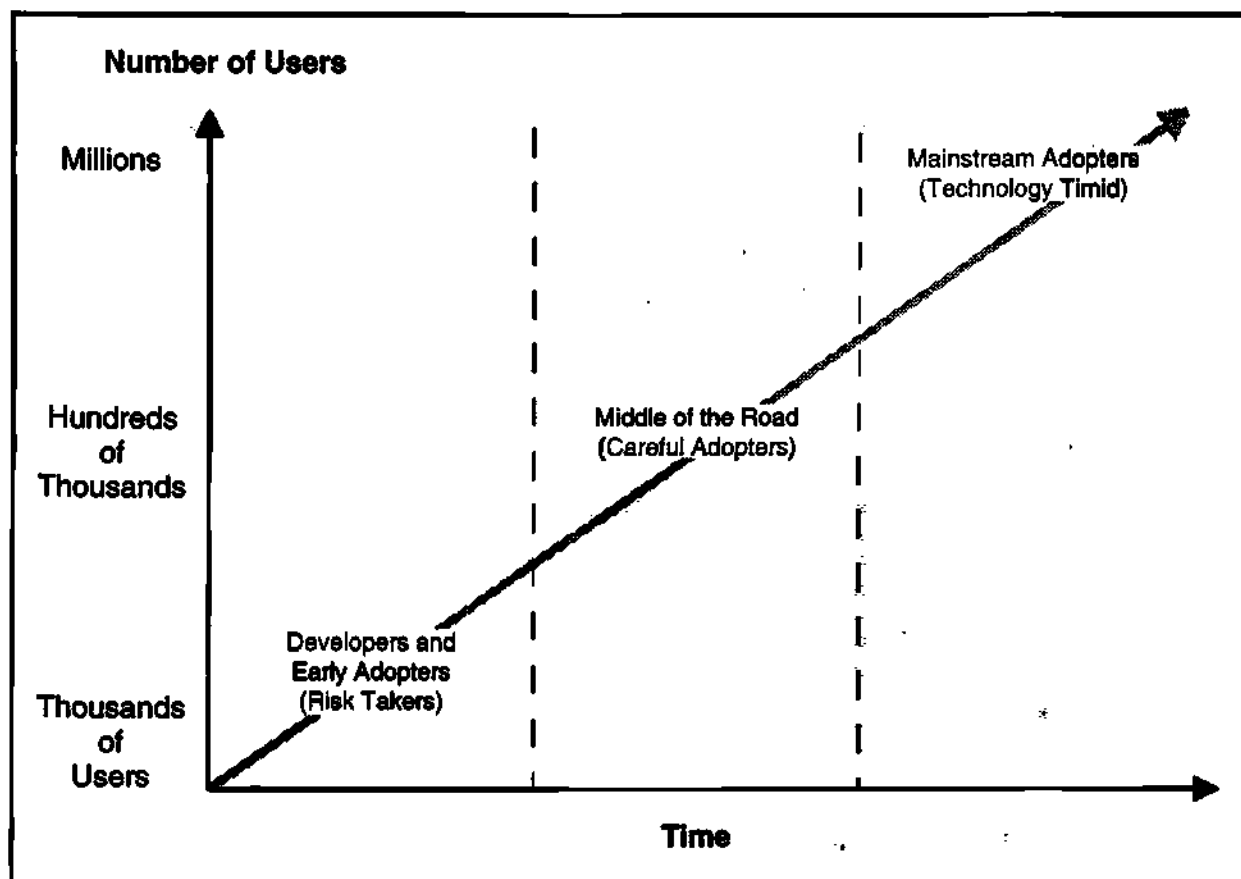 Number of Users
Millions
Mainstream Adopters
(Technology Timid)
Hundreds
of
Thousands
Middle of the Road
(Careful Adopters)
Developers and
Early Adopters
(Risk Takers)
Thousands
of
Users
Time